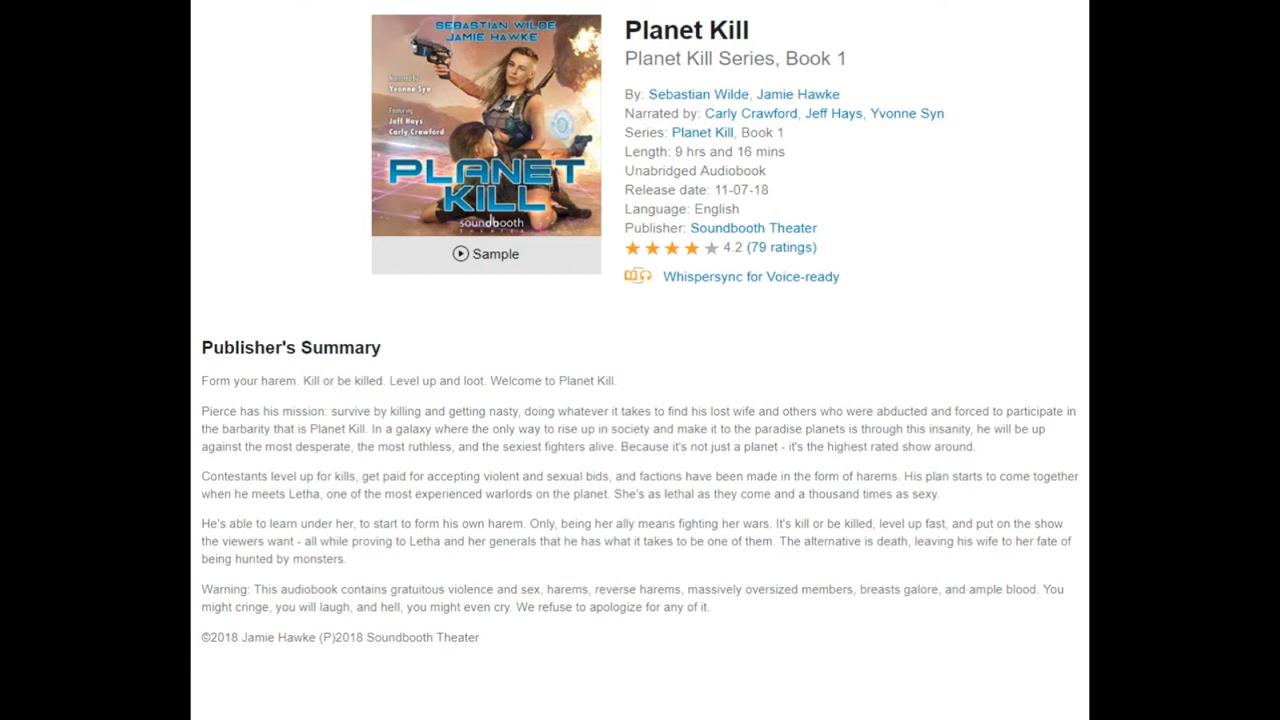 SEBASTIAN WILDE
JAMIE HAWKE
Narrated by
Yvonne Syn
Featuring
Jeff Hays
Carly Crawford
PLANET
KILL
soundbooth
THEATER
Sample
Planet Kill
Planet Kill Series, Book 1
By: Sebastian Wilde, Jamie Hawke
Narrated by: Carly Crawford, Jeff Hays, Yvonne Syn
Series: Planet Kill, Book 1
Length: 9 hrs and 16 mins
Unabridged Audiobook
Release date: 11-07-18
Language: English
Publisher: Soundbooth Theater
4.2 (79 ratings)
Whispersync for Voice-ready
Publisher's Summary
Form your harem. Kill or be killed. Level up and loot. Welcome to Planet Kill.
Pierce has his mission: survive by killing and getting nasty, doing whatever it takes to find his lost wife and others who were abducted and forced to participate in
the barbarity that is Planet Kill. In a galaxy where the only way to rise up in society and make it to the paradise planets is through this insanity, he will be up
against the most desperate, the most ruthless, and the sexiest fighters alive. Because it's not just a planet - it's the highest rated show around.
Contestants level up for kills, get paid for accepting violent and sexual bids, and factions have been made in the form of harems. His plan starts to come together
when he meets Letha, one of the most experienced warlords on the planet. She's as lethal as they come and a thousand times as sexy.
He's able to learn under her, to start to form his own harem. Only, being her ally means fighting her wars. It's kill or be killed, level up fast, and put on the show
the viewers want - all while proving to Letha and her generals that he has what it takes to be one of them. The alternative is death, leaving his wife to her fate of
being hunted by monsters.
Warning: This audiobook contains gratuitous violence and sex, harems, reverse harems, massively oversized members, breasts galore, and ample blood. You
might cringe, you will laugh, and hell, you might even cry. We refuse to apologize for any of it.
©2018 Jamie Hawke (P)2018 Soundbooth Theater